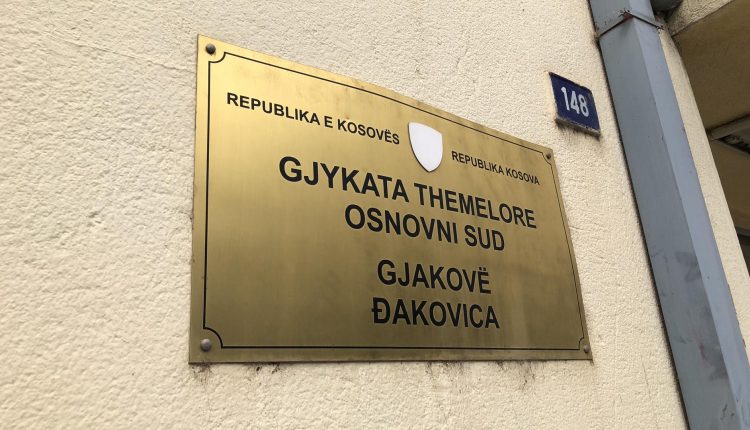 REPUBLIKA E KOSOVËS
REPUBLIKA KOSOVA
GJYKATA THEMELORE
OSNOVNI SUD
GJAKOVË
ĐAKOVICA
148